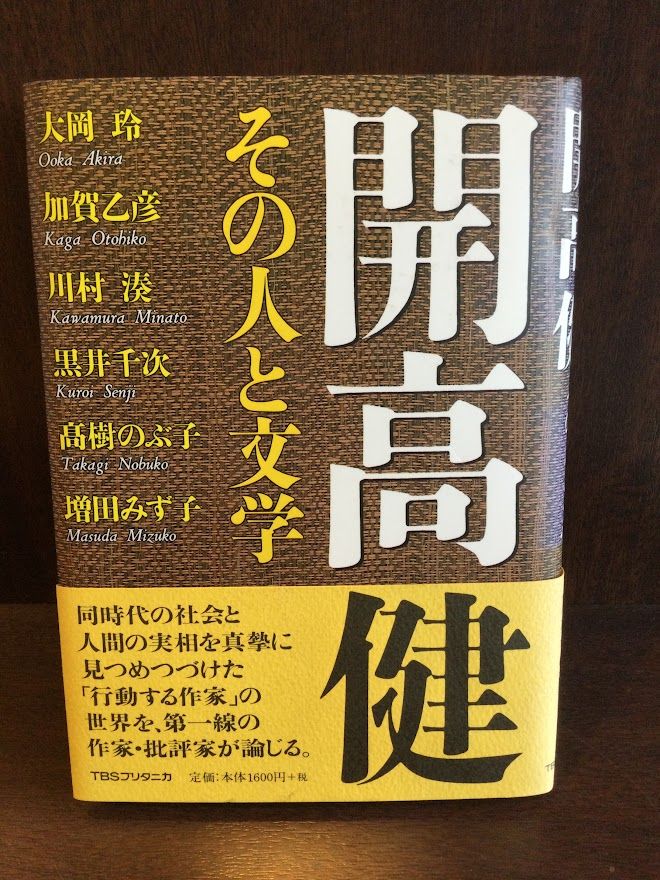 開高健
その人と文学
大岡 玲
Ooka Akira
加賀乙彦
Kaga Otohiko
川村 湊
Kawamura Minato
黒井千次
Kuroi Senji
髙樹のぶ子
Takagi Nobuko
増田みず子
Masuda Mizuko
同時代の社会と
人間の実相を真摯に
見つめつづけた
「行動する作家」の
世界を、第一線の
作家・批評家が論じる。
TBSブリタニカ 定価：本体1600円+税